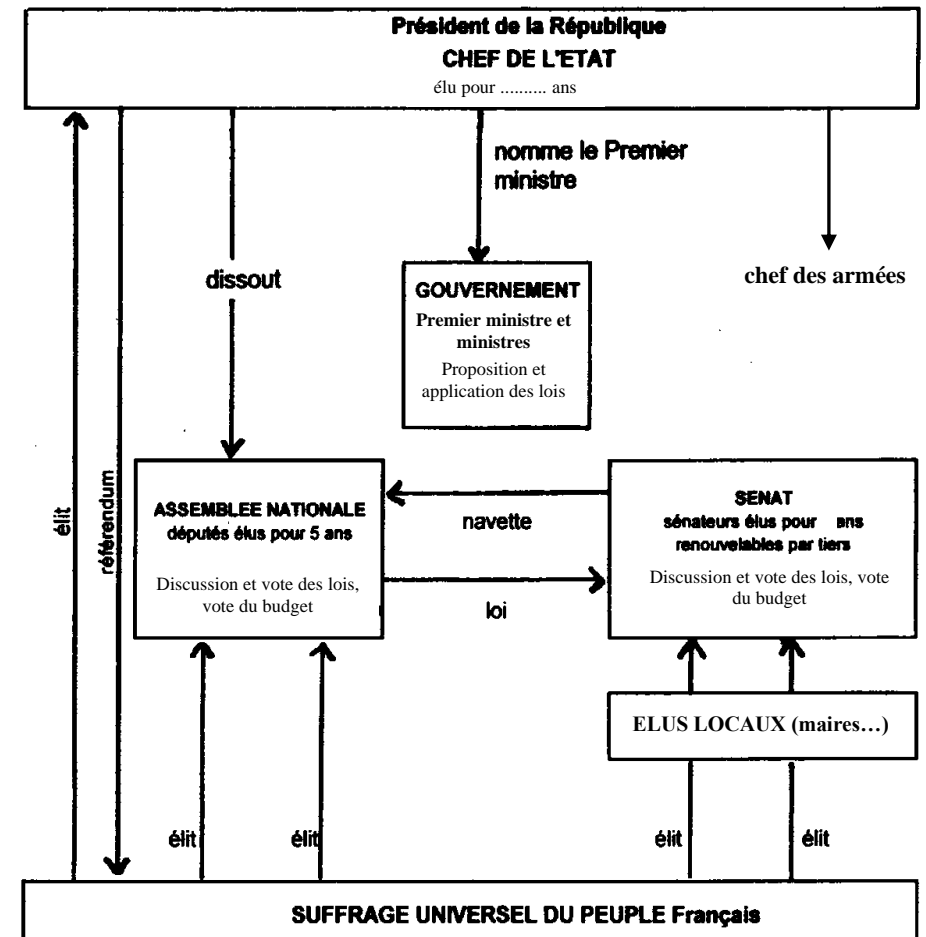 Président de la République
CHEF DE L'ETAT
élu pour .......... ans
nomme le Premier
ministre
dissout
chef des armées
GOUVERNEMENT
Premier ministre et
ministres
Proposition et
application des lois
élit
référendum
ASSEMBLEE NATIONALE
députés élus pour 5 ans
Discussion et vote des lois,
vote du budget
navette
loi
SENAT
sénateurs élus pour ans
renouvelables par tiers
Discussion et vote des lois, vote
du budget
ELUS LOCAUX (maires…)
élit
élit
élit
élit
SUFFRAGE UNIVERSEL DU PEUPLE Français